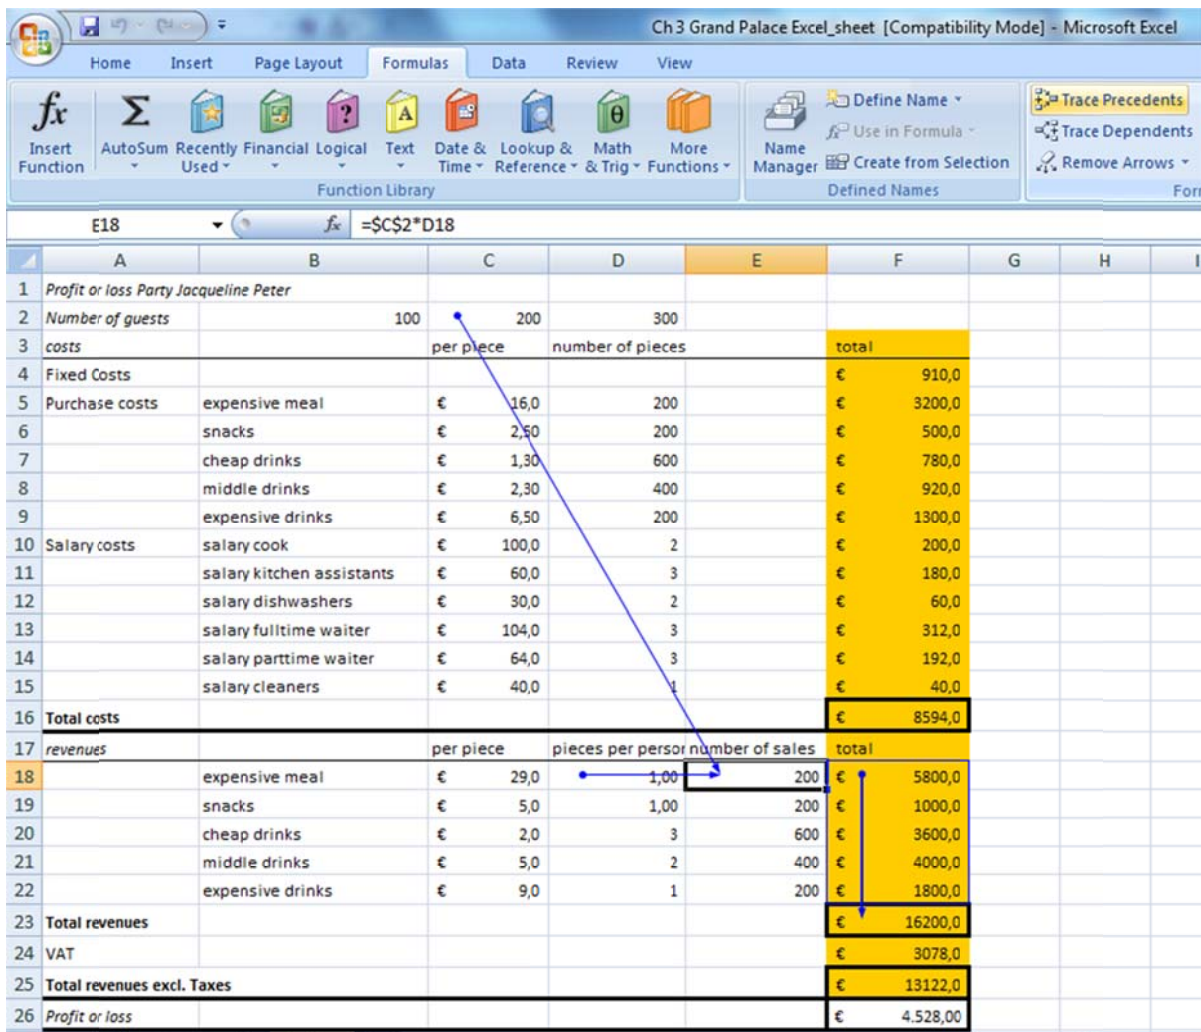 Ch 3 Grand Palace Excel_sheet [Compatibility Mode] - Microsoft Excel
Home Insert Page Layout Formulas Data Review View
fx Σ ? A θ
Insert Function AutoSum Recently Used Financial Logical Text Date & Time Lookup & Reference Math & Trig More Functions
Function Library
Name Manager
Define Name
Use in Formula
Create from Selection
Defined Names
Trace Precedents
Trace Dependents
Remove Arrows
For
E18 fx =$C$2*D18
A B C D E F G H I
1 Profit or loss Party Jacqueline Peter
2 Number of guests 100 200 300
3 costs per piece number of pieces total
4 Fixed Costs € 910,0
5 Purchase costs expensive meal € 16,0 200 € 3200,0
6 snacks € 2,50 200 € 500,0
7 cheap drinks € 1,30 600 € 780,0
8 middle drinks € 2,30 400 € 920,0
9 expensive drinks € 6,50 200 € 1300,0
10 Salary costs salary cook € 100,0 2 € 200,0
11 salary kitchen assistants € 60,0 3 € 180,0
12 salary dishwashers € 30,0 2 € 60,0
13 salary fulltime waiter € 104,0 3 € 312,0
14 salary parttime waiter € 64,0 3 € 192,0
15 salary cleaners € 40,0 1 € 40,0
16 Total costs € 8594,0
17 revenues per piece pieces per person number of sales total
18 expensive meal € 29,0 1,00 200 € 5800,0
19 snacks € 5,0 1,00 200 € 1000,0
20 cheap drinks € 2,0 3 600 € 3600,0
21 middle drinks € 5,0 2 400 € 4000,0
22 expensive drinks € 9,0 1 200 € 1800,0
23 Total revenues € 16200,0
24 VAT € 3078,0
25 Total revenues excl. Taxes € 13122,0
26 Profit or loss € 4.528,00